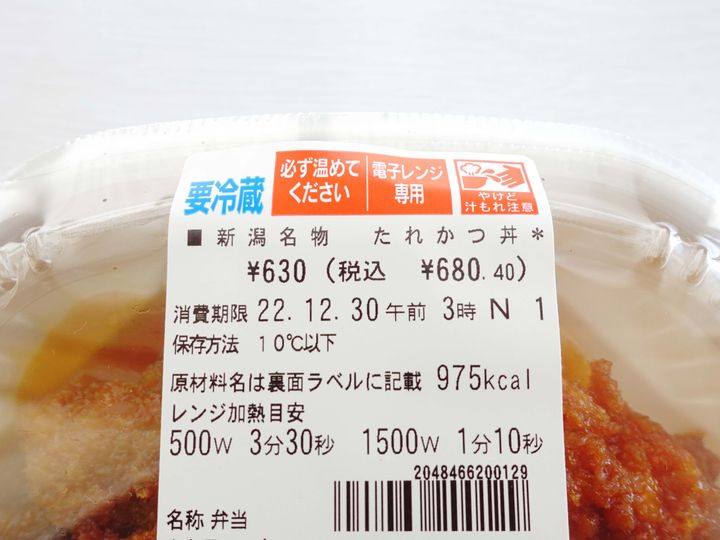 要冷蔵
必ず温めて
ください
電子レンジ
専用
やけど
汁もれ注意
■ 新潟名物 たれかつ丼*
¥630 (税込 ¥680.40)
消費期限 22.12.30午前 3時 N 1
保存方法 10℃以下
原材料名は裏面ラベルに記載 975kcal
レンジ加熱目安
500W 3分30秒 1500W 1分10秒
2048466200129
名称 弁当